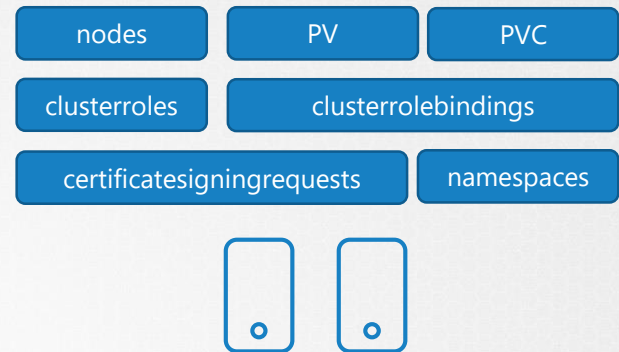 nodes PV PVC
clusterroles clusterrolebindings
certificatesigningrequests namespaces